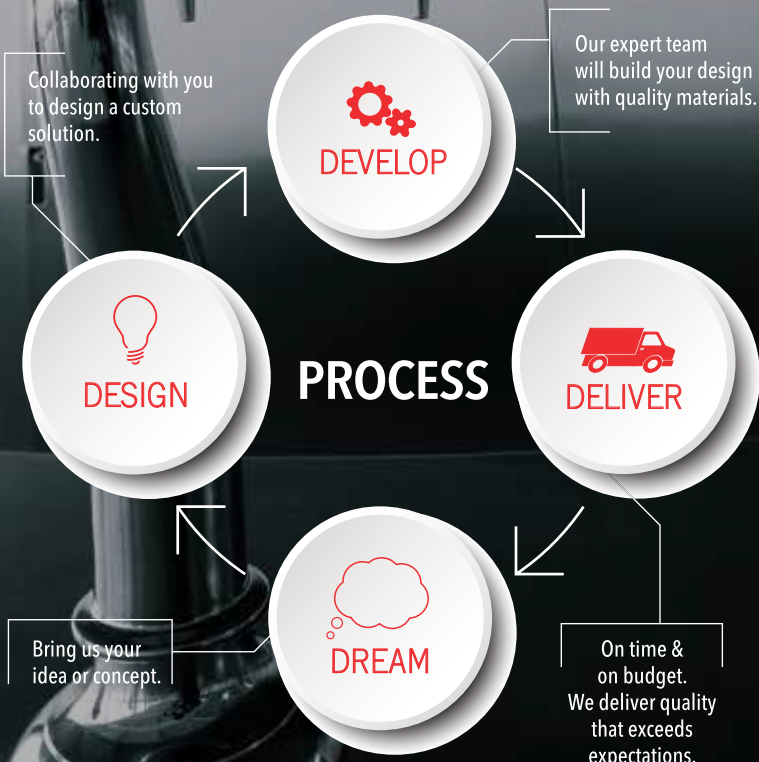 Collaborating with you
to design a custom
solution.
DEVELOP
Our expert team
will build your design
with quality materials.
DESIGN
PROCESS
DELIVER
DREAM
Bring us your
idea or concept.
On time &
on budget.
We deliver quality
that exceeds
expectations.